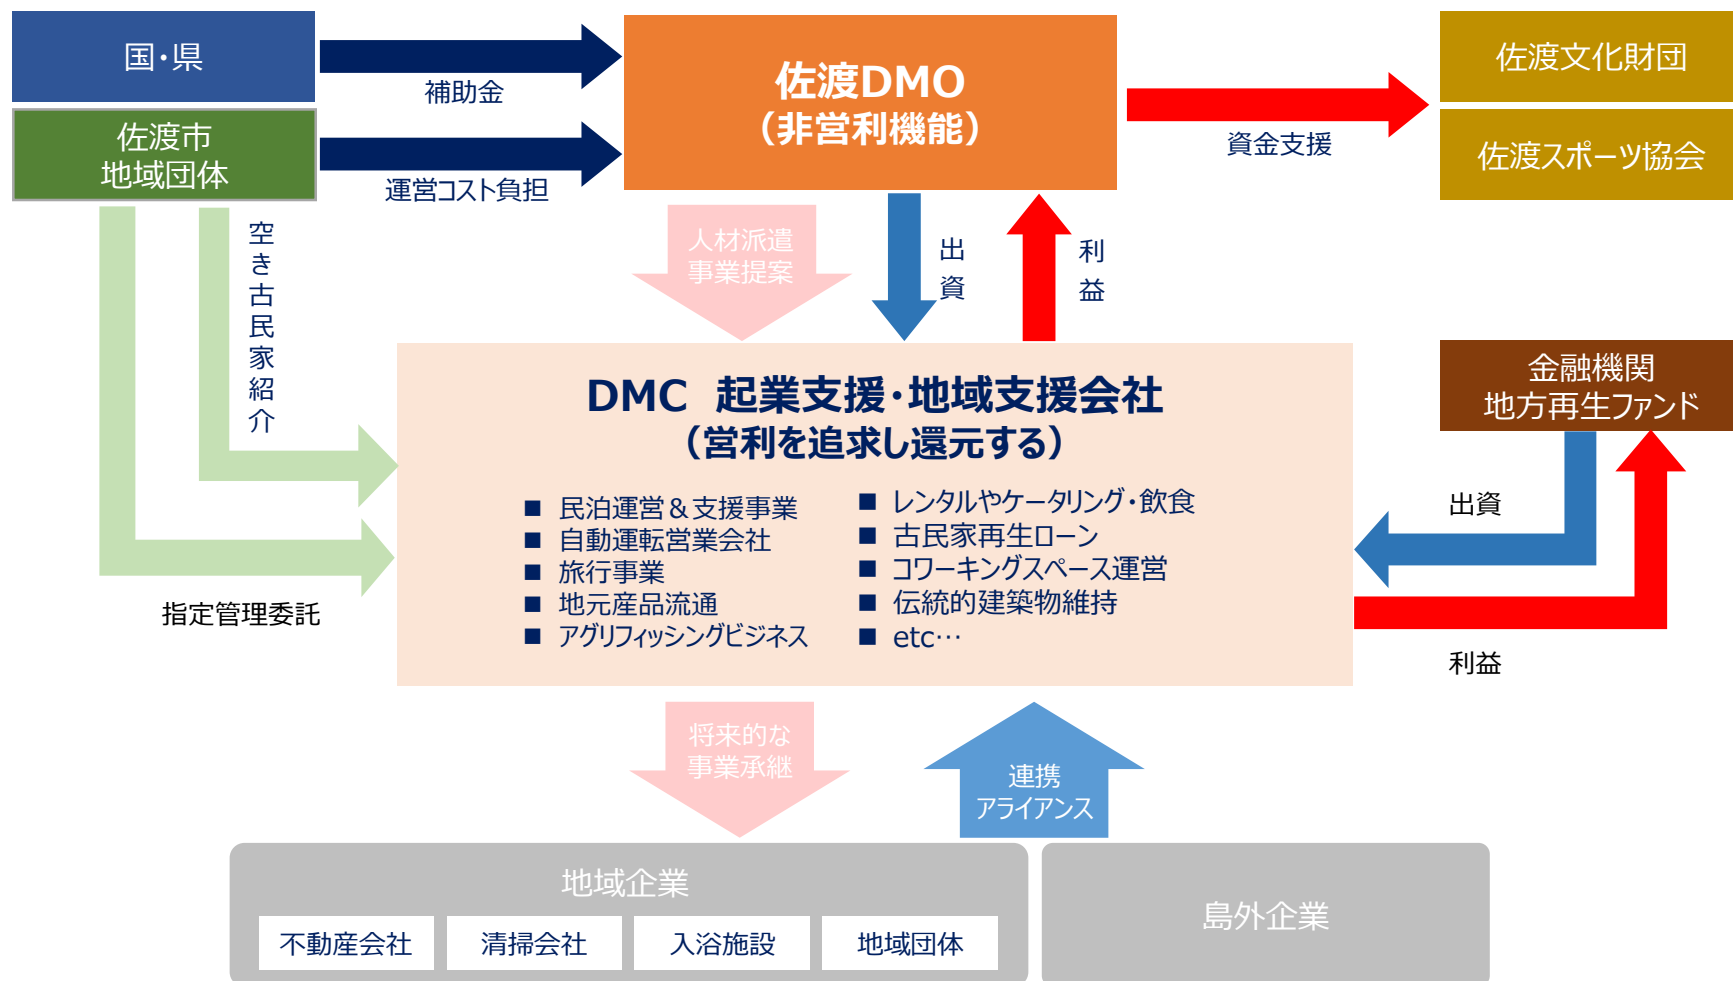 国・県
補助金
佐渡市
地域団体
運営コスト負担
佐渡DMO
（非営利機能）
資金支援
佐渡文化財団
佐渡スポーツ協会
空き古民家紹介
指定管理委託
人材派遣
事業提案
出資
利益
DMC 起業支援・地域支援会社
（営利を追求し還元する）
■ 民泊運営＆支援事業
■ 自動運転営業会社
■ 旅行事業
■ 地元産品流通
■ アグリフィッシングビジネス
■ レンタルやケータリング・飲食
■ 古民家再生ローン
■ コワーキングスペース運営
■ 伝統的建築物維持
■ etc…
金融機関
地方再生ファンド
出資
利益
将来的な
事業承継
連携
アライアンス
地域企業
不動産会社
清掃会社
入浴施設
地域団体
島外企業